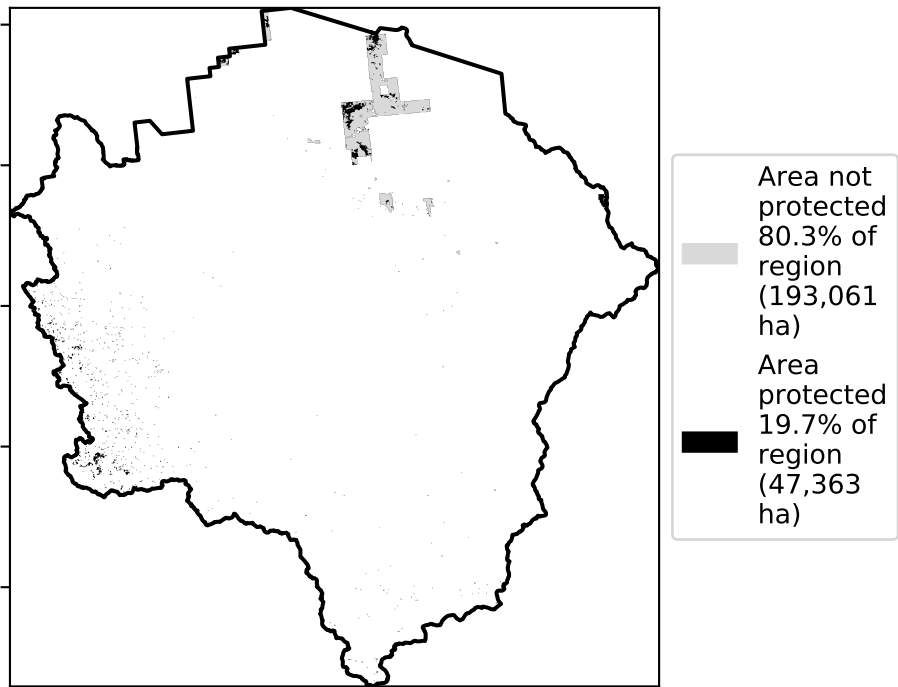 Area not
protected
80.3% of
region
(193,061
ha)
Area
protected
19.7% of
region
(47,363
ha)